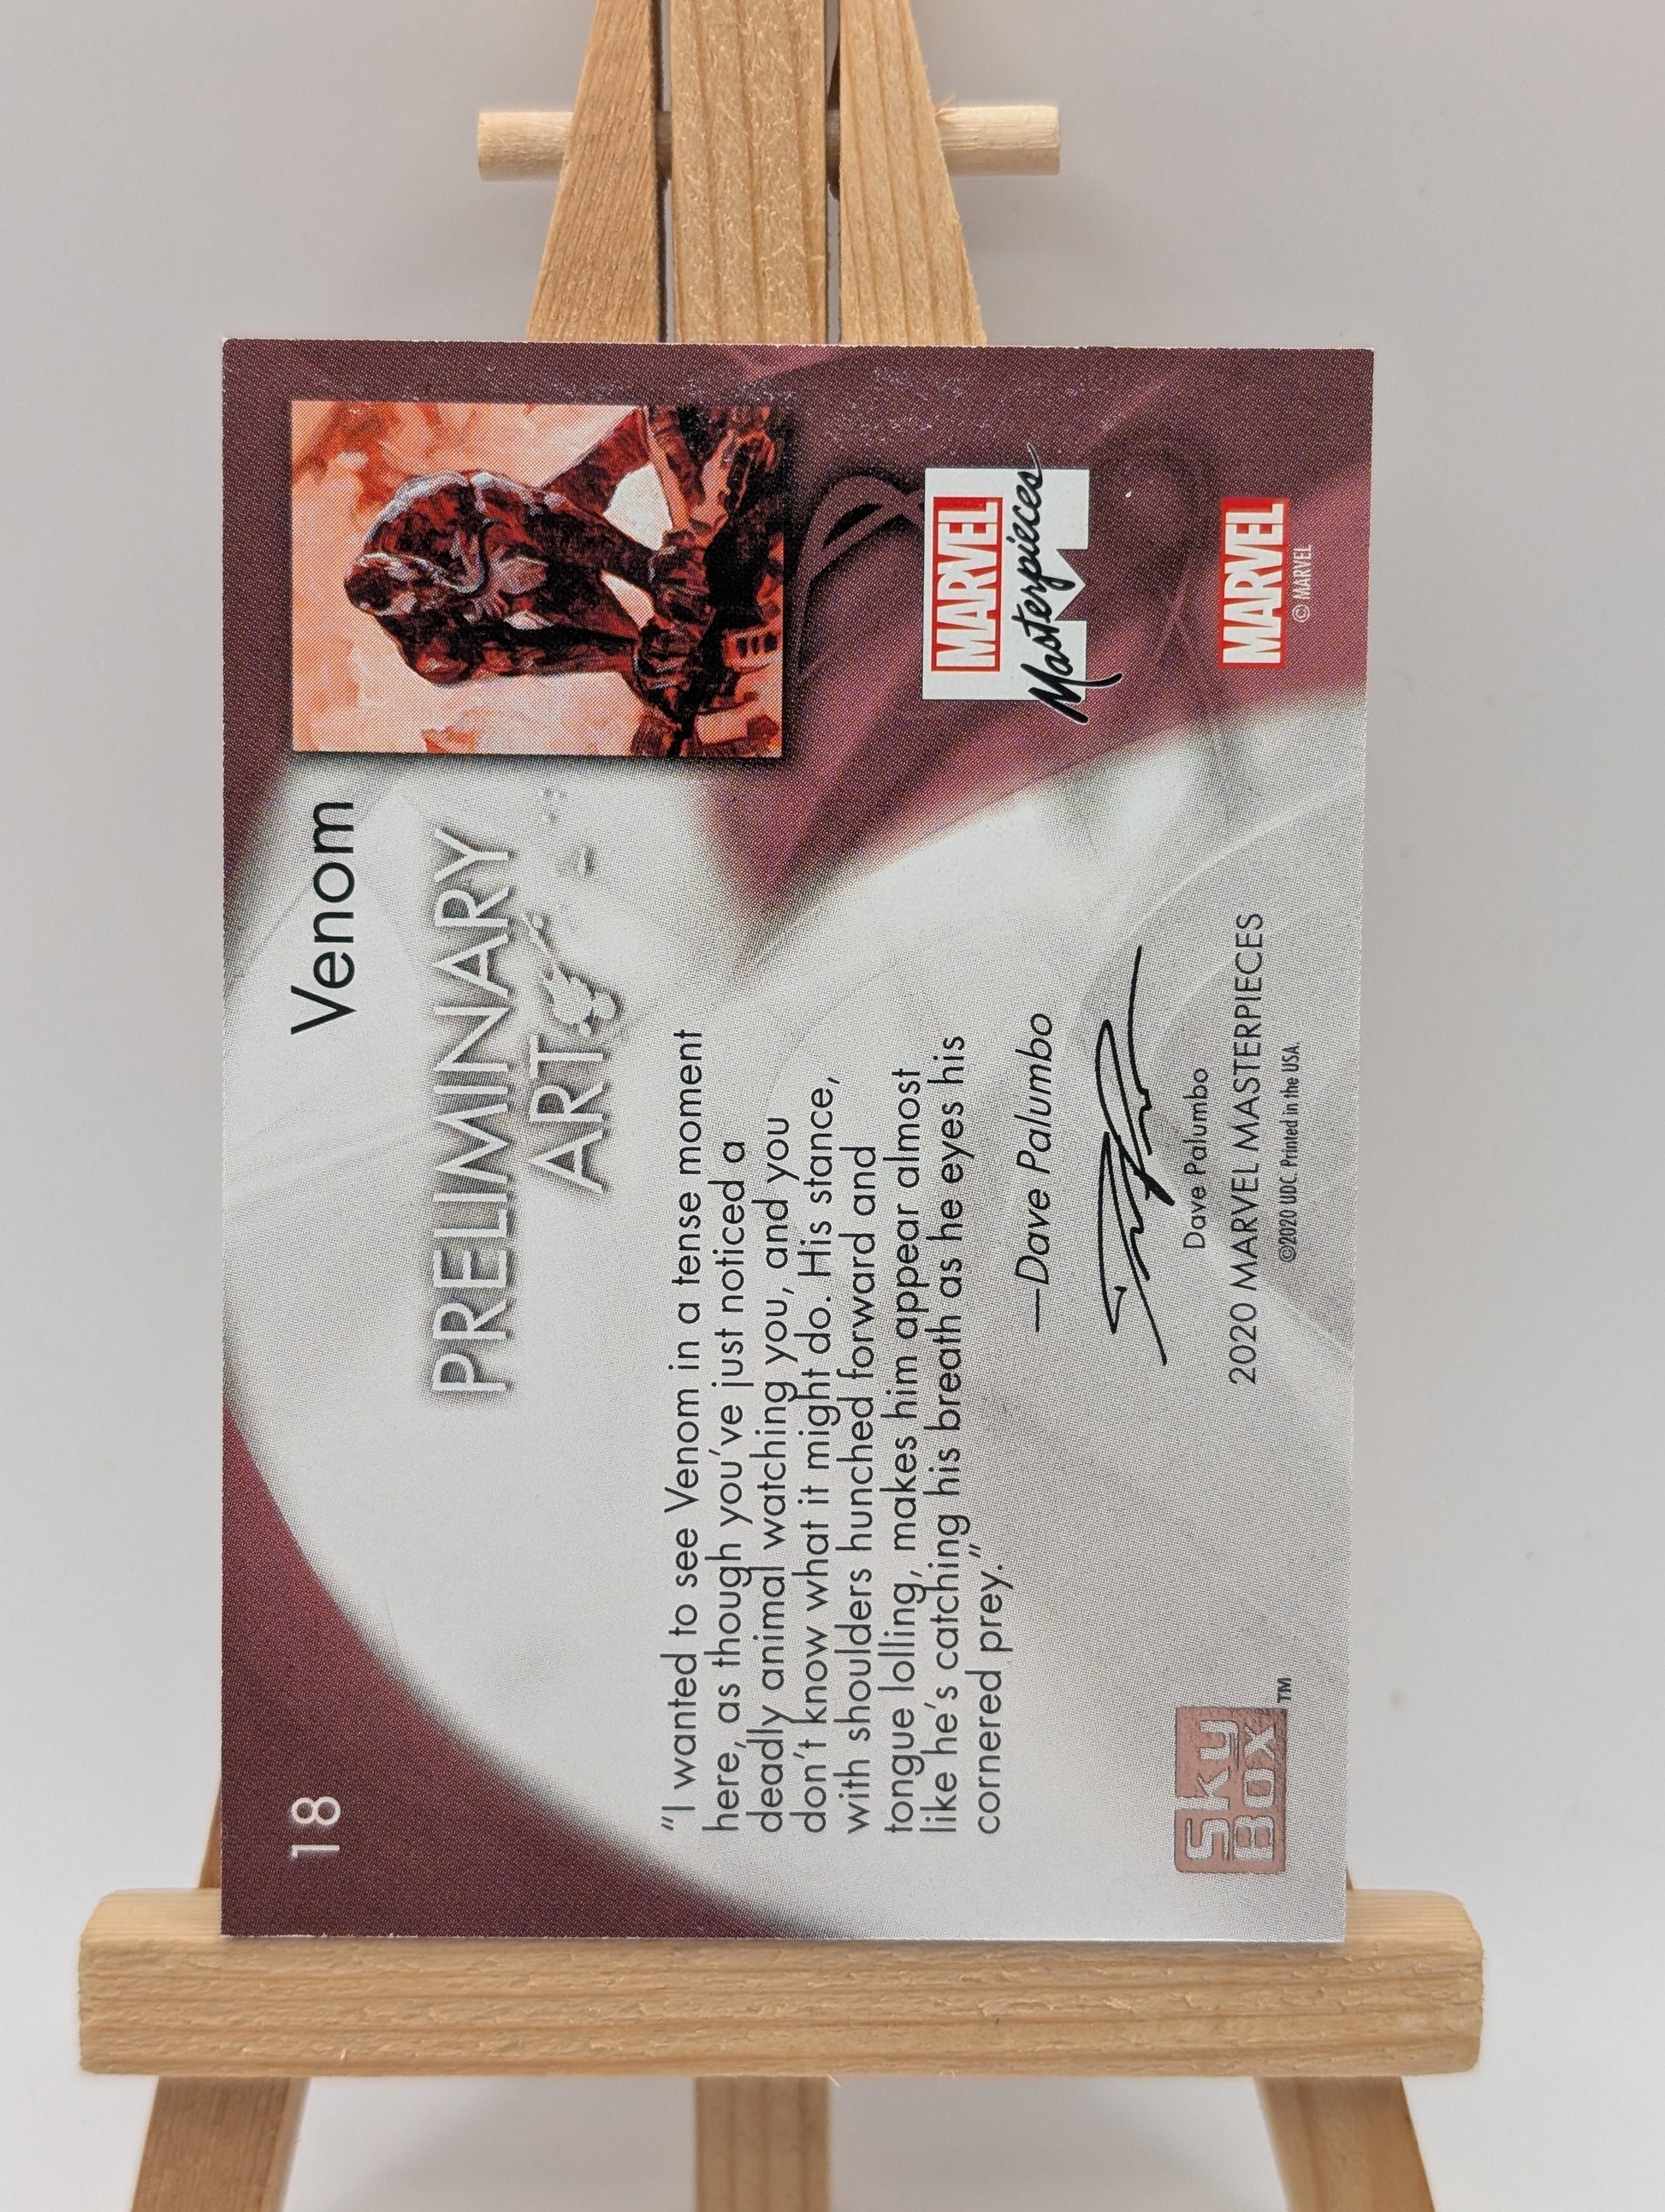 18
Venom
PRELIMINARY
ART
"I wanted to see Venom in a tense moment
here, as though you've just noticed a
deadly animal watching you, and you
don't know what it might do. His stance,
with shoulders hunched forward and
tongue lolling, makes him appear almost
like he's catching his breath as he eyes his
cornered prey."
—Dave Palumbo
Dave Palumbo
2020 MARVEL MASTERPIECES
©2020 UDC. Printed in the USA.
SkyBox™
MARVEL
Masterpieces
MARVEL
© MARVEL